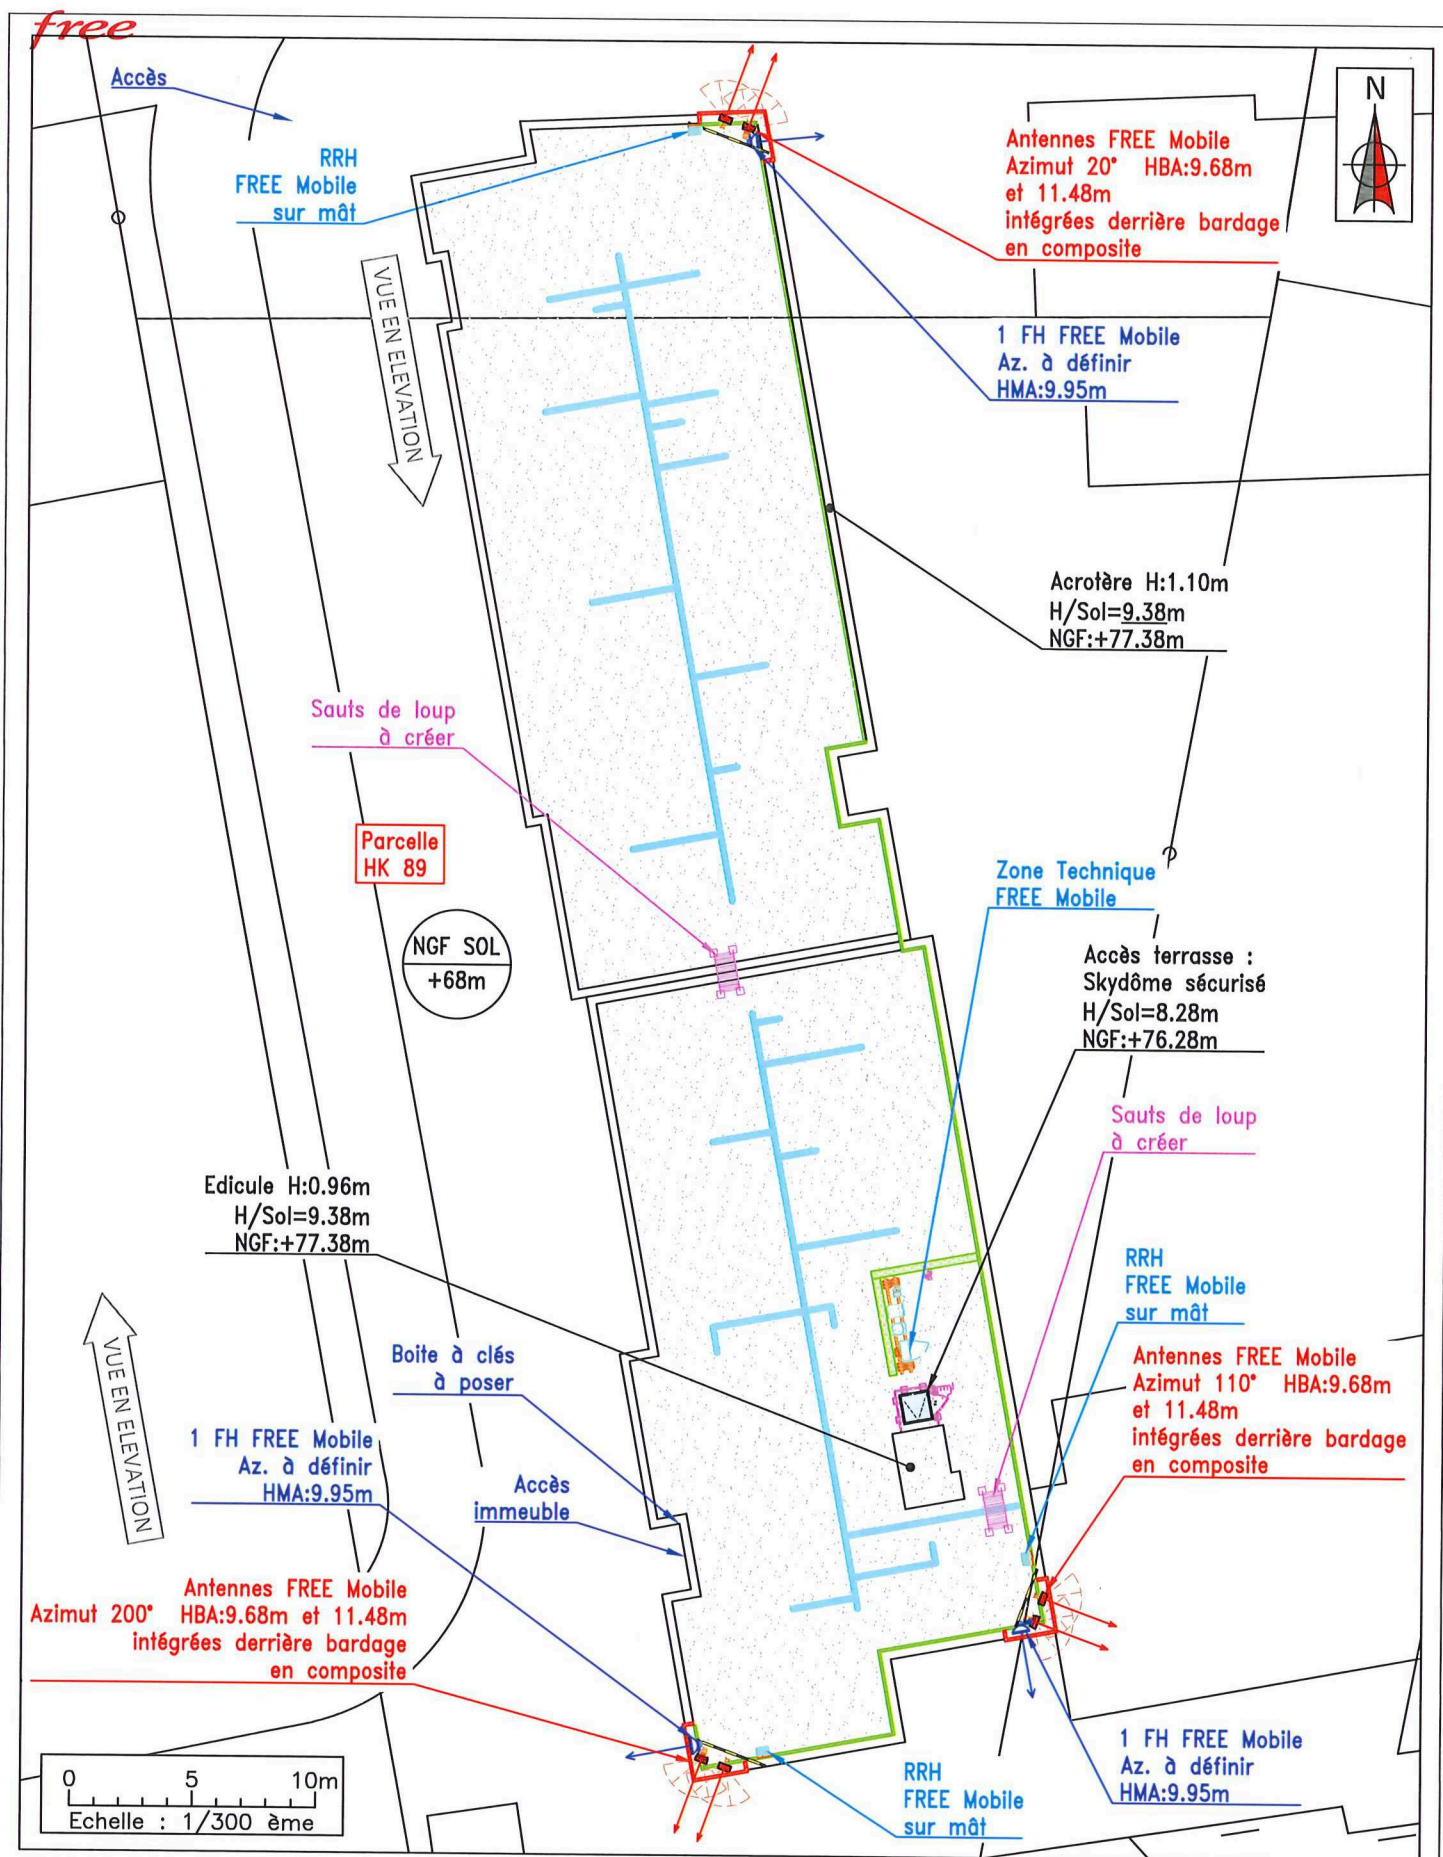 free
Accès
N
RRH
FREE Mobile
sur mât
Antennes FREE Mobile
Azimut 20° HBA:9.68m
et 11.48m
intégrées derrière bardage
en composite
VUE EN ELEVATION
1 FH FREE Mobile
Az. à définir
HMA:9.95m
Acrotère H:1.10m
H/Sol=9.38m
NGF:+77.38m
Sauts de loup
à créer
Parcelle
HK 89
Zone Technique
FREE Mobile
NGF SOL
+68m
Accès terrasse :
Skydôme sécurisé
H/Sol=8.28m
NGF:+76.28m
Sauts de loup
à créer
Edicule H:0.96m
H/Sol=9.38m
NGF:+77.38m
RRH
FREE Mobile
sur mât
VUE EN ELEVATION
Boite à clés
à poser
Antennes FREE Mobile
Azimut 110° HBA:9.68m
et 11.48m
intégrées derrière bardage
en composite
1 FH FREE Mobile
Az. à définir
HMA:9.95m
Accès
immeuble
Antennes FREE Mobile
Azimut 200° HBA:9.68m et 11.48m
intégrées derrière bardage
en composite
1 FH FREE Mobile
Az. à définir
HMA:9.95m
RRH
FREE Mobile
sur mât
0 5 10m
Echelle : 1/300 ème